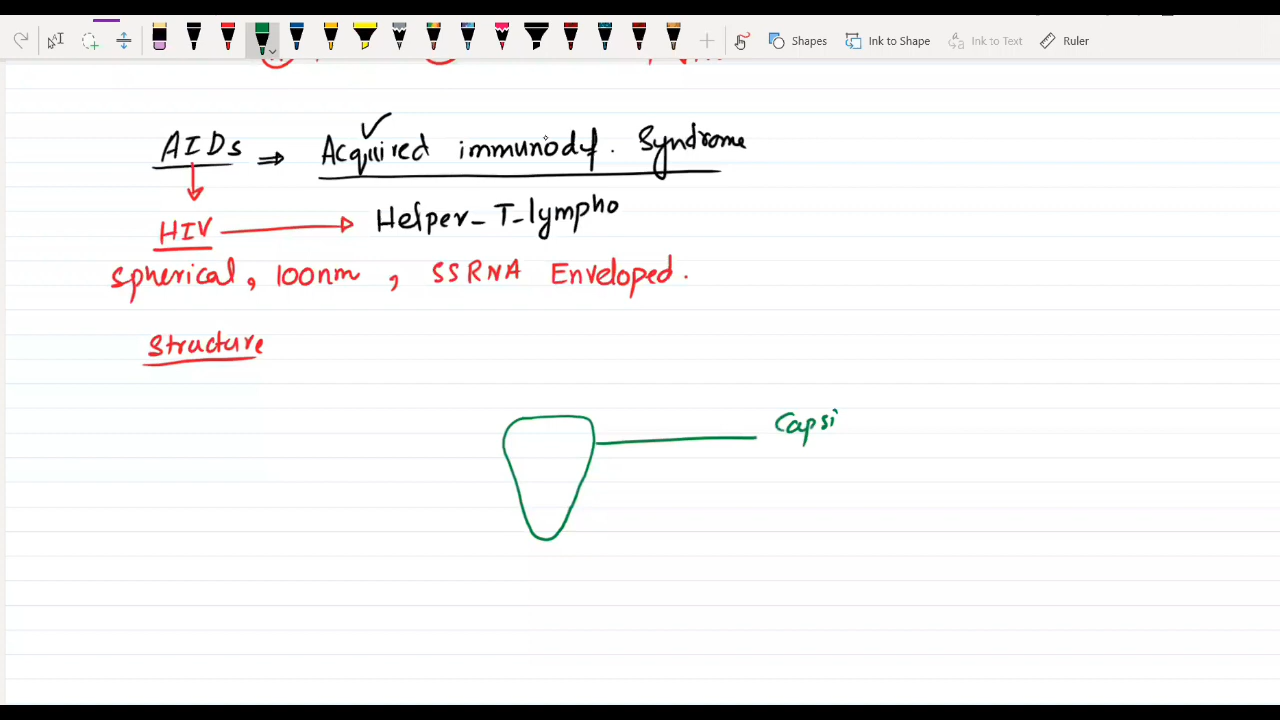 Shapes Ink to Shape Ink to Text Ruler
AIDs ⇒ Acquired immunodf. Syndrome
HIV → Helper-T-lympho
Spherical, 100nm, SSRNA Enveloped.
Structure
Capsi